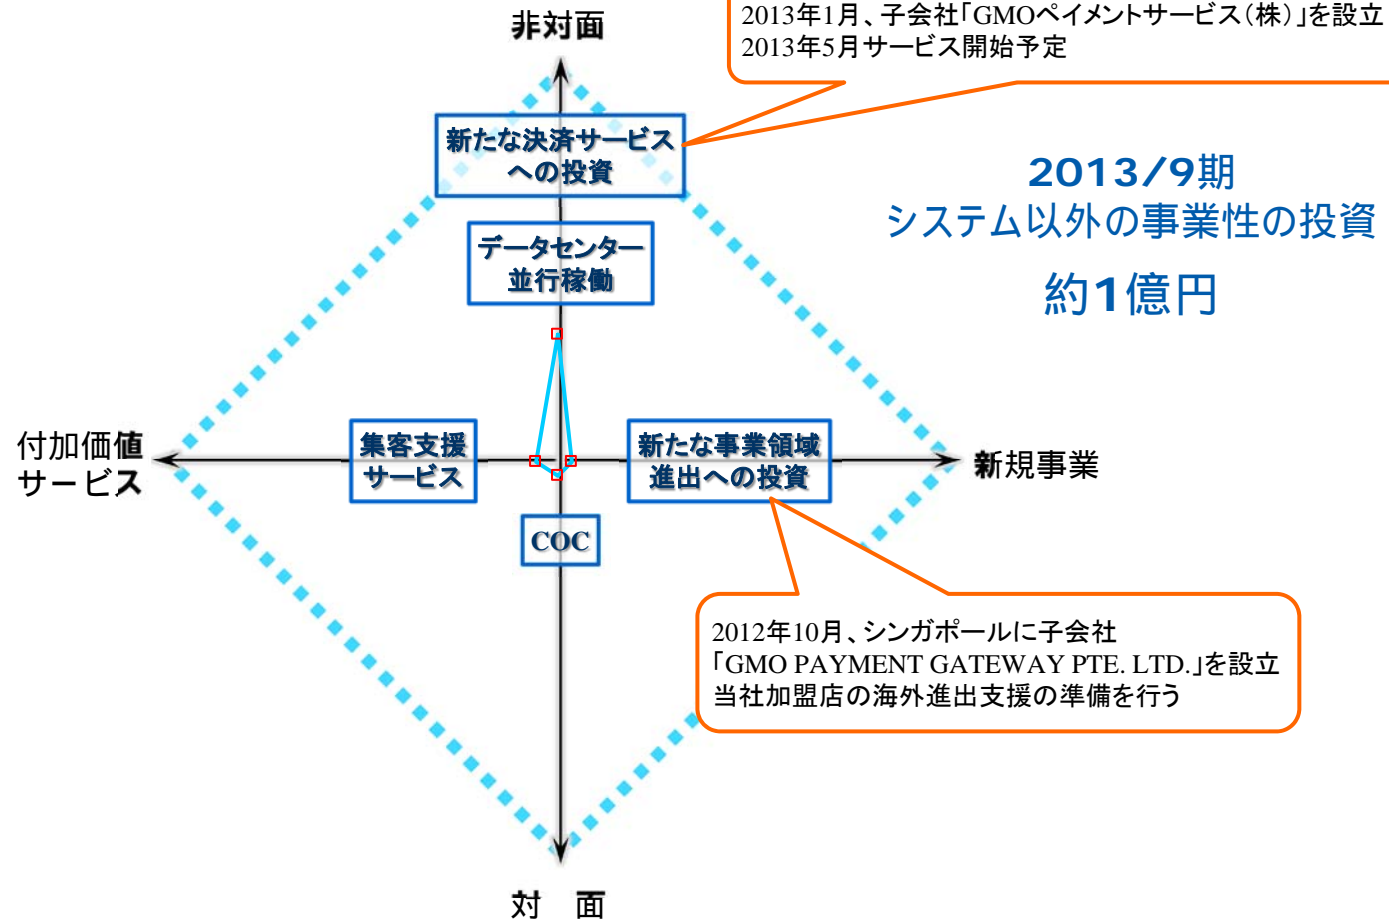 2013年1月、子会社「GMOペイメントサービス（株）」を設立
2013年5月サービス開始予定
非対面
新たな決済サービス
への投資
2013/9期
システム以外の事業性の投資
約1億円
データセンター
並行稼働
付加価値
サービス
集客支援
サービス
新たな事業領域
進出への投資
新規事業
COC
2012年10月、シンガポールに子会社
「GMO PAYMENT GATEWAY PTE. LTD.」を設立
当社加盟店の海外進出支援の準備を行う
対　面